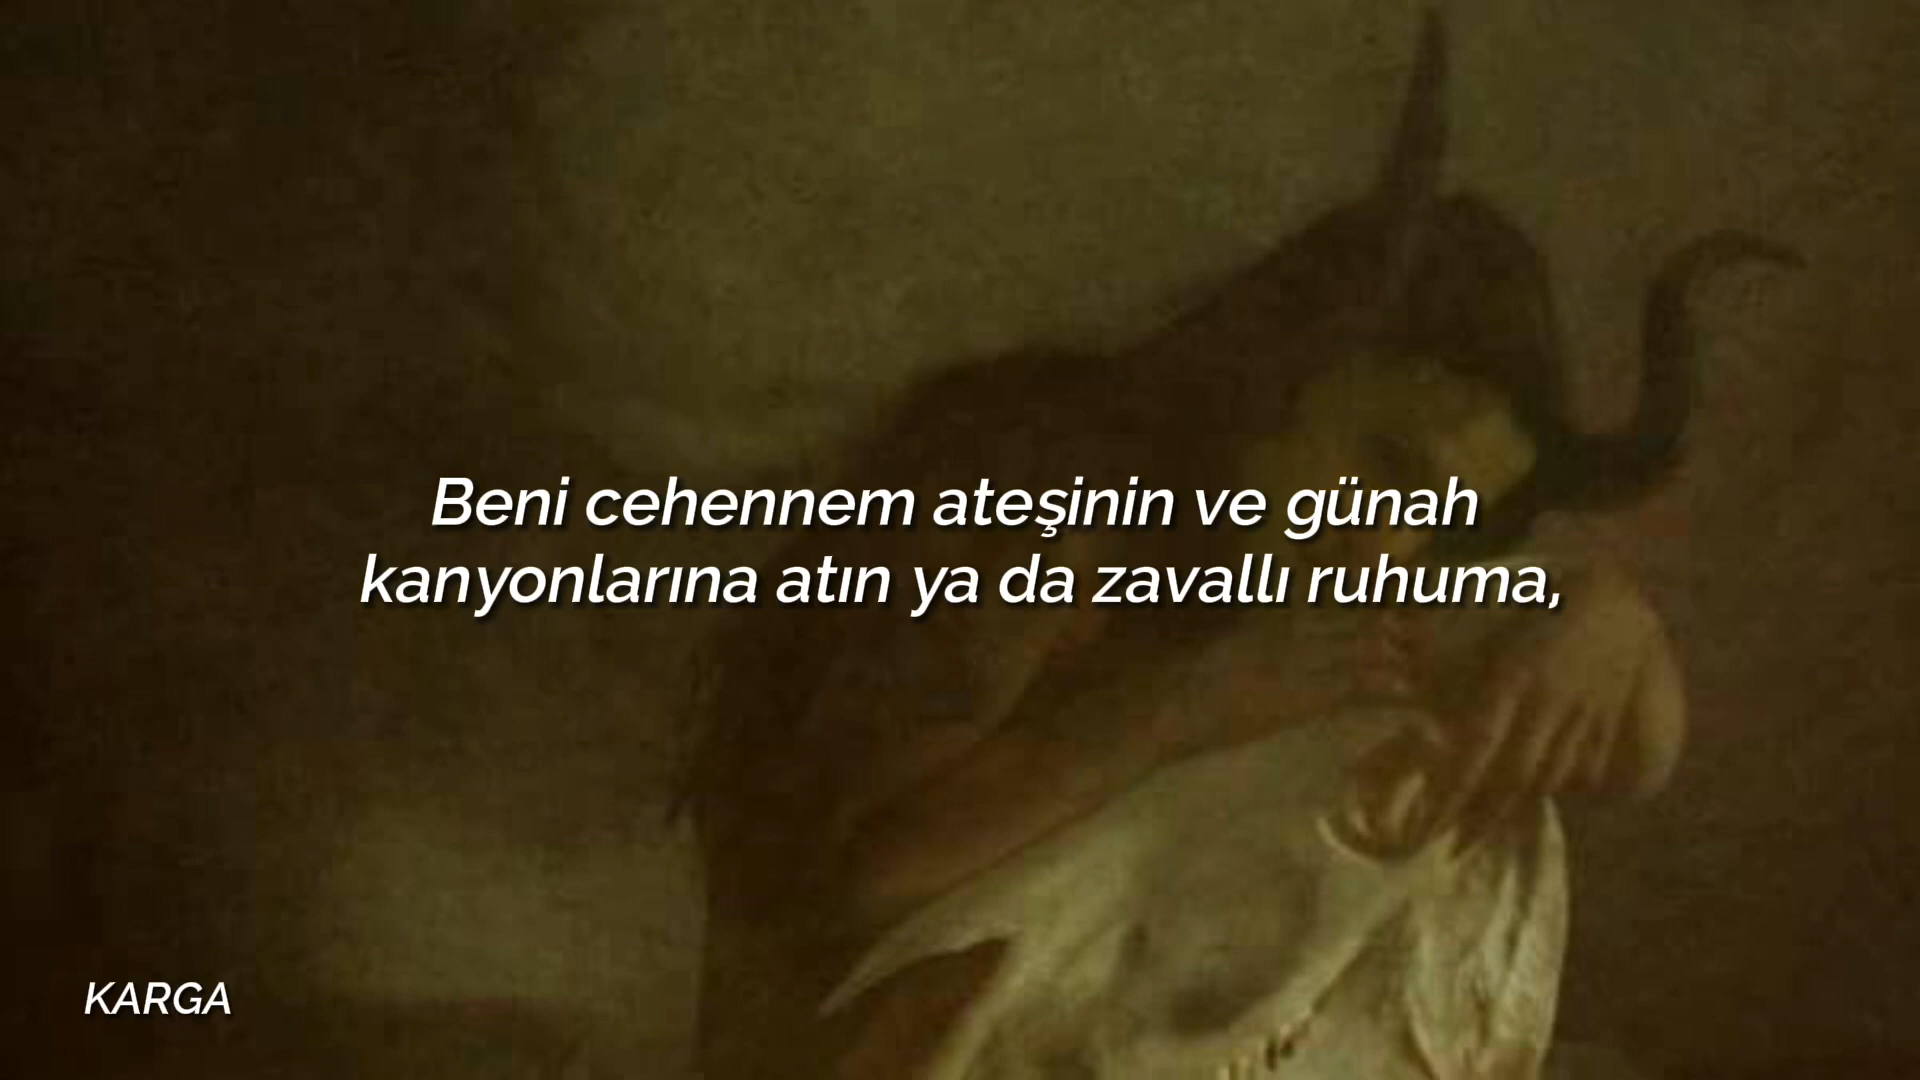 Beni cehennem ateşinin ve günah
kanyonlarına atın ya da zavallı ruhuma,
KARGA